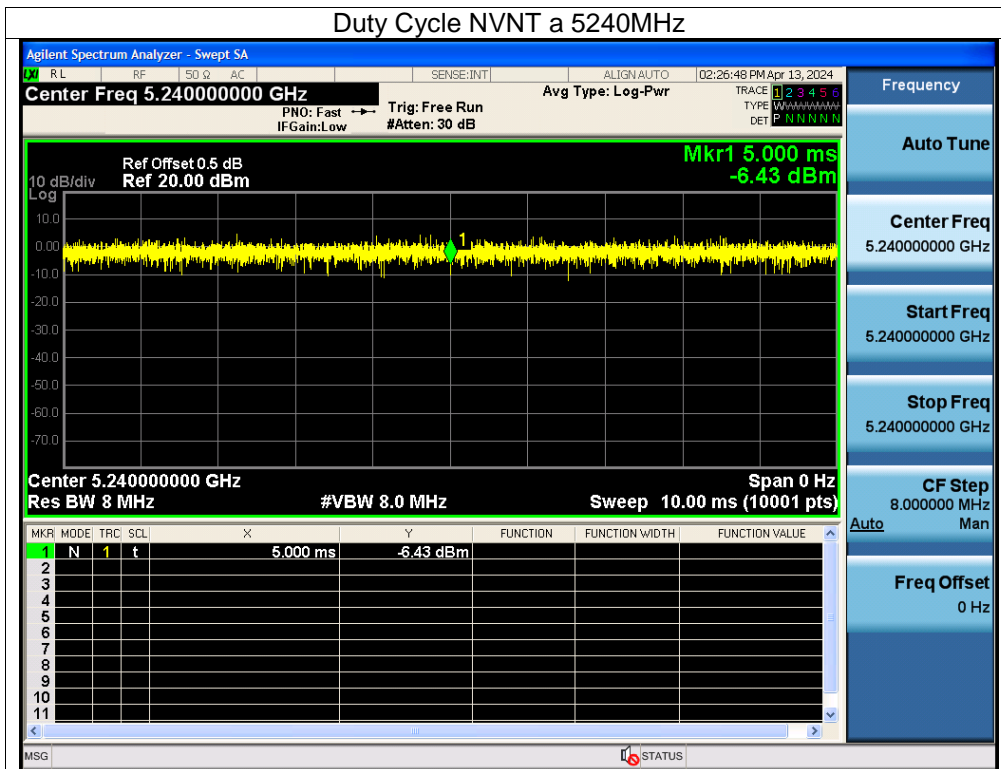 Duty Cycle NVNT a 5240MHz
Agilent Spectrum Analyzer - Swept SA
LXI RL RF 50 Ω AC SENSE:INT ALIGN AUTO 02:26:48 PM Apr 13, 2024
Center Freq 5.240000000 GHz
PNO: Fast
IFGain:Low
Trig: Free Run
#Atten: 30 dB
Avg Type: Log-Pwr
TRACE 1 2 3 4 5 6
TYPE WWWWWW
DET P N N N N N
Ref Offset 0.5 dB
10 dB/div Ref 20.00 dBm
Log
Mkr1 5.000 ms
-6.43 dBm
10.0
0.00
-10.0
-20.0
-30.0
-40.0
-50.0
-60.0
-70.0
1
Center 5.240000000 GHz Span 0 Hz
Res BW 8 MHz #VBW 8.0 MHz Sweep 10.00 ms (10001 pts)
MKR MODE TRC SCL X Y FUNCTION FUNCTION WIDTH FUNCTION VALUE
1 N 1 t 5.000 ms -6.43 dBm
2
3
4
5
6
7
8
9
10
11
MSG STATUS
Frequency
Auto Tune
Center Freq
5.240000000 GHz
Start Freq
5.240000000 GHz
Stop Freq
5.240000000 GHz
CF Step
8.000000 MHz
Auto Man
Freq Offset
0 Hz